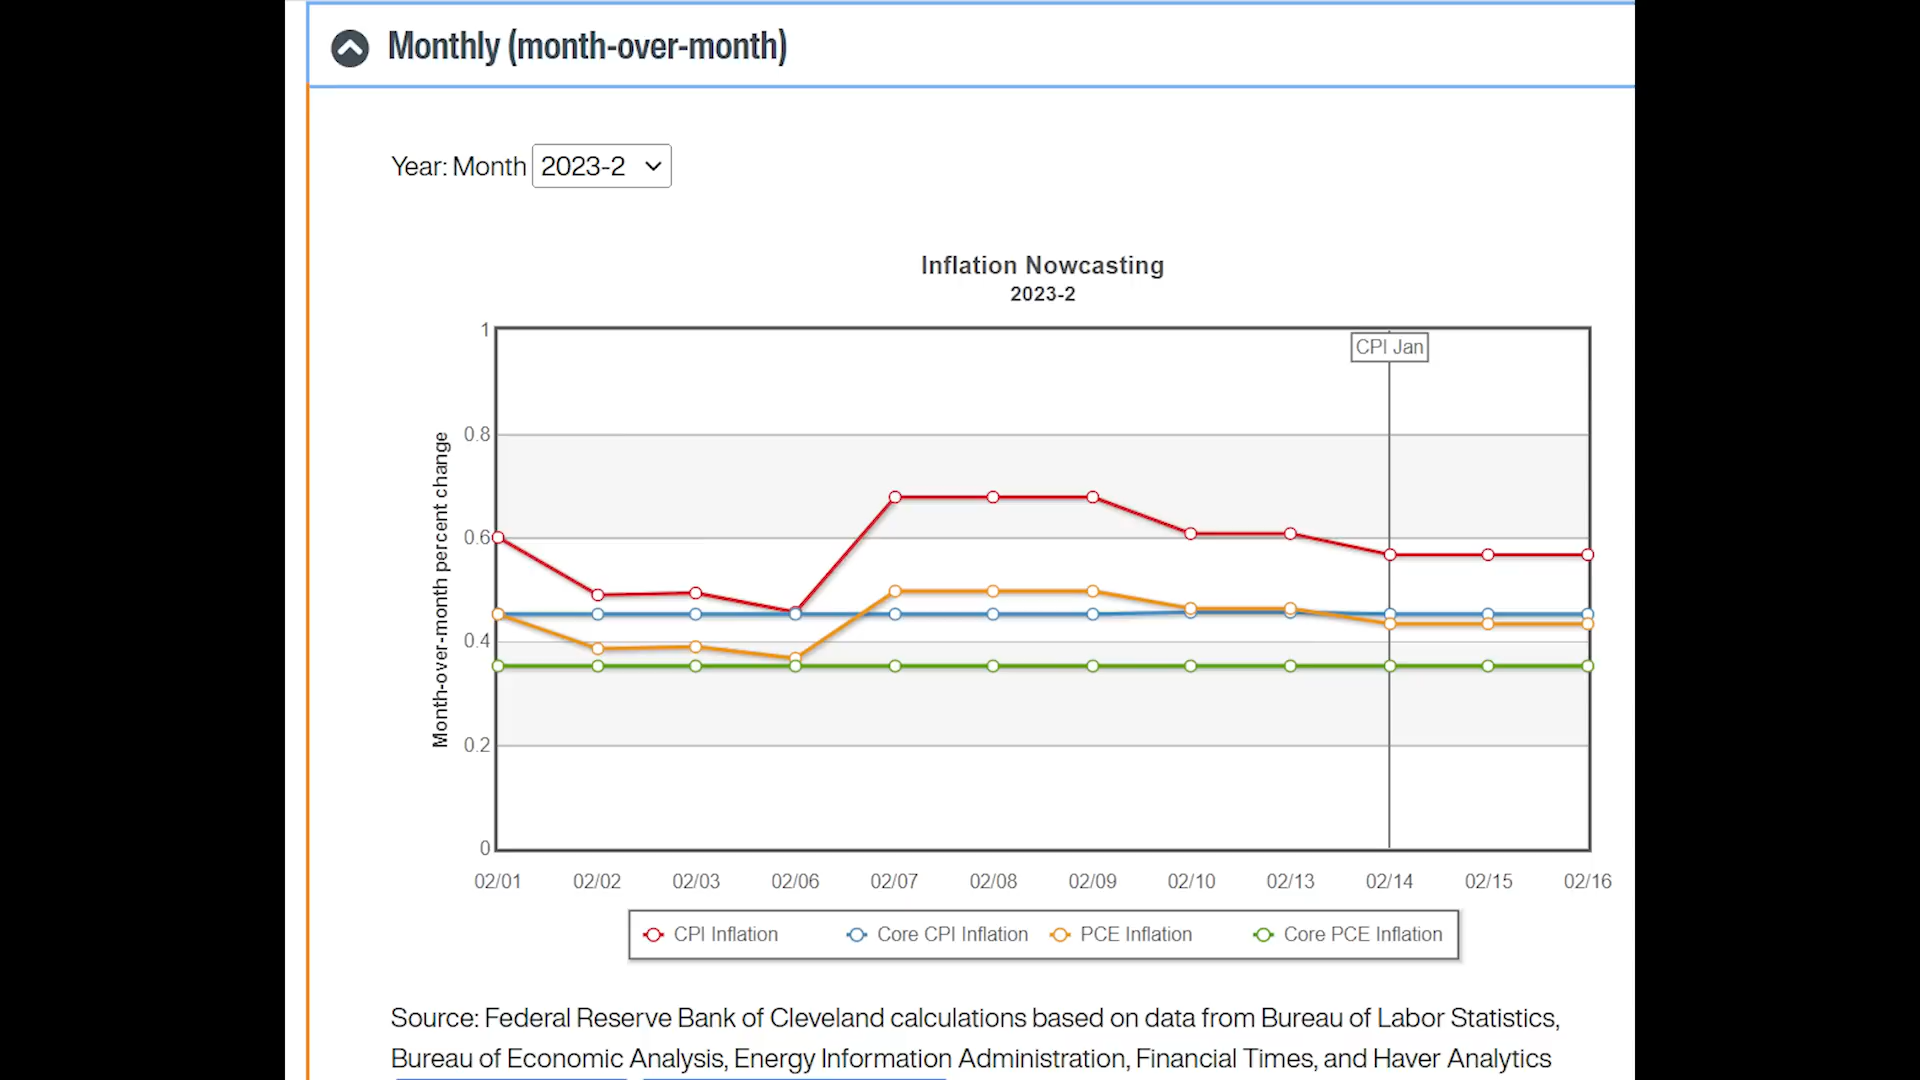 Monthly (month-over-month)
Year: Month 2023-2
Inflation Nowcasting
2023-2
Month-over-month percent change
1
0.8
0.6
0.4
0.2
0
CPI Jan
02/01 02/02 02/03 02/06 02/07 02/08 02/09 02/10 02/13 02/14 02/15 02/16
CPI Inflation Core CPI Inflation PCE Inflation Core PCE Inflation
Source: Federal Reserve Bank of Cleveland calculations based on data from Bureau of Labor Statistics,
Bureau of Economic Analysis, Energy Information Administration, Financial Times, and Haver Analytics